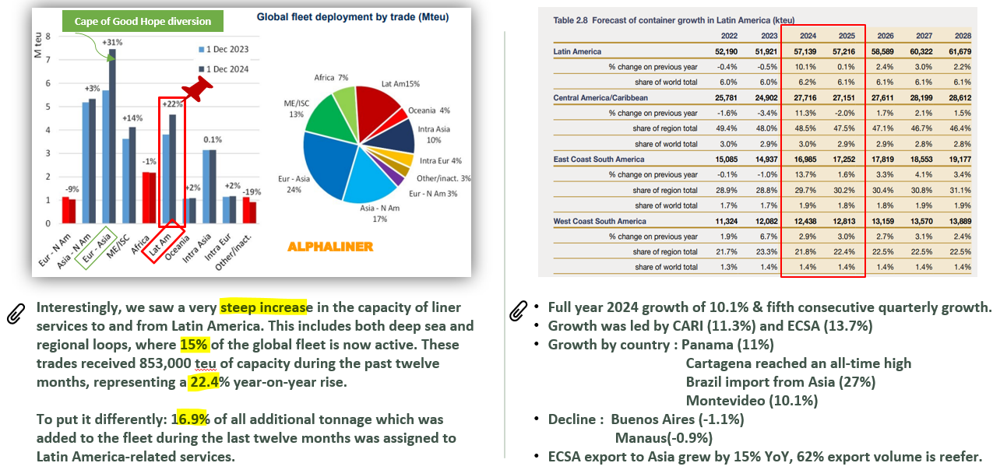 Cape of Good Hope diversion
Global fleet deployment by trade (Mteu)
M teu
8
7
6
5
4
3
2
1
0
-9%
+3%
+31%
+14%
-1%
+22%
+2%
0.1%
+2%
-19%
1 Dec 2023
1 Dec 2024
Eur - N Am
Asia - N Am
Eur - Asia
ME/ISC
Africa
Lat Am
Oceania
Intra Asia
Intra Eur
Other/inact.
Africa 7%
Lat Am15%
Oceania 4%
Intra Asia
10%
Intra Eur 4%
Other/inact. 3%
Eur - N Am 3%
Asia - N Am
17%
Eur - Asia
24%
ME/ISC
13%
ALPHALINER
Interestingly, we saw a very steep increase in the capacity of liner
services to and from Latin America. This includes both deep sea and
regional loops, where 15% of the global fleet is now active. These
trades received 853,000 teu of capacity during the past twelve
months, representing a 22.4% year-on-year rise.
To put it differently: 16.9% of all additional tonnage which was
added to the fleet during the last twelve months was assigned to
Latin America-related services.
Table 2.8 Forecast of container growth in Latin America (kteu)
2022 2023 2024 2025 2026 2027 2028
Latin America 52,190 51,921 57,139 57,216 58,589 60,322 61,679
% change on previous year -0.4% -0.5% 10.1% 0.1% 2.4% 3.0% 2.2%
share of world total 6.0% 6.0% 6.2% 6.1% 6.1% 6.1% 6.1%
Central America/Caribbean 25,781 24,902 27,716 27,151 27,611 28,199 28,612
% change on previous year -1.6% -3.4% 11.3% -2.0% 1.7% 2.1% 1.5%
share of region total 49.4% 48.0% 48.5% 47.5% 47.1% 46.7% 46.4%
share of world total 3.0% 2.9% 3.0% 2.9% 2.9% 2.8% 2.8%
East Coast South America 15,085 14,937 16,985 17,252 17,819 18,553 19,177
% change on previous year -0.1% -1.0% 13.7% 1.6% 3.3% 4.1% 3.4%
share of region total 28.9% 28.8% 29.7% 30.2% 30.4% 30.8% 31.1%
share of world total 1.7% 1.7% 1.9% 1.8% 1.8% 1.9% 1.9%
West Coast South America 11,324 12,082 12,438 12,813 13,159 13,570 13,889
% change on previous year 1.9% 6.7% 2.9% 3.0% 2.7% 3.1% 2.4%
share of region total 21.7% 23.3% 21.8% 22.4% 22.5% 22.5% 22.5%
share of world total 1.3% 1.4% 1.4% 1.4% 1.4% 1.4% 1.4%
• Full year 2024 growth of 10.1% & fifth consecutive quarterly growth.
• Growth was led by CARI (11.3%) and ECSA (13.7%)
• Growth by country : Panama (11%)
Cartagena reached an all-time high
Brazil import from Asia (27%)
Montevideo (10.1%)
• Decline : Buenos Aires (-1.1%)
Manaus(-0.9%)
• ECSA export to Asia grew by 15% YoY, 62% export volume is reefer.